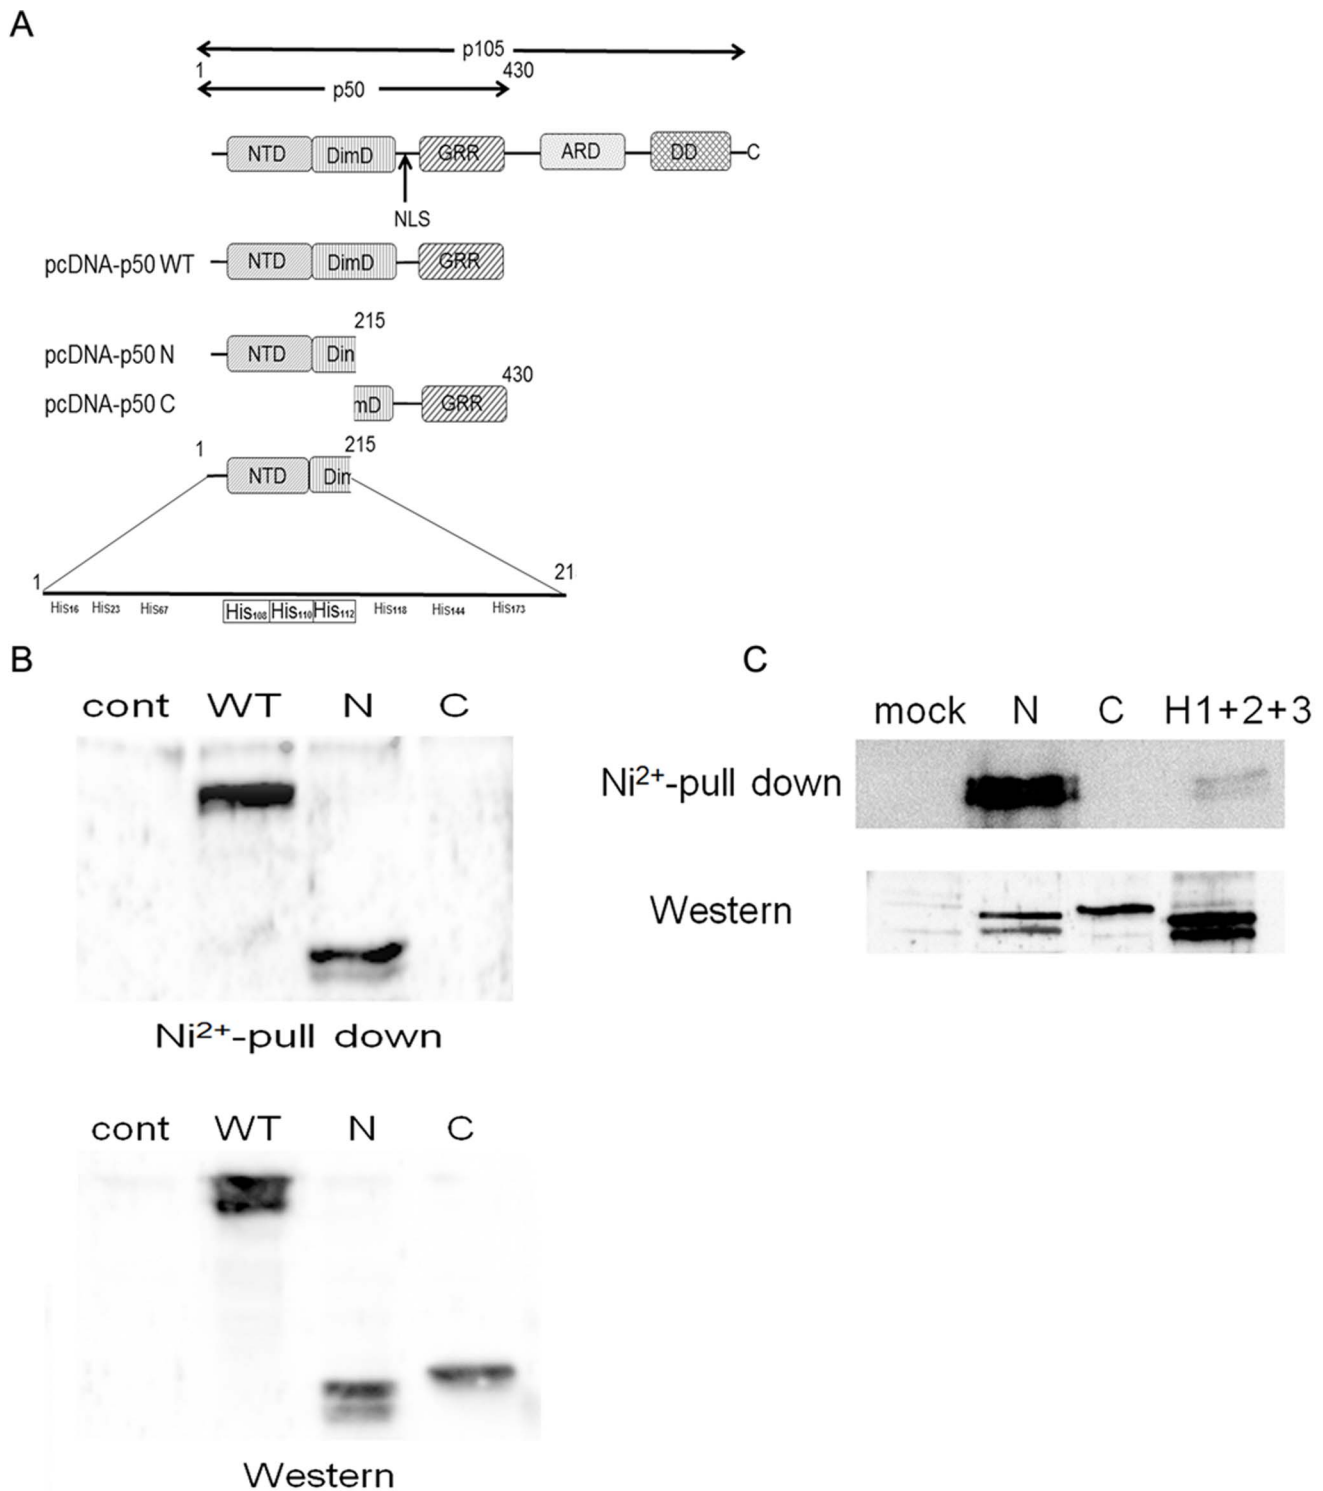 A
p105
1 430
p50
NTD DimD GRR ARD DD C
NLS
pcDNA-p50 WT NTD DimD GRR
215
pcDNA-p50 N NTD Din
430
pcDNA-p50 C mD GRR
1 215
NTD Din
1 21
His16 His23 His67 His108 His110 His112 His118 His144 His173
B
cont WT N C
Ni2+-pull down
cont WT N C
Western
C
mock N C H1+2+3
Ni2+-pull down
Western